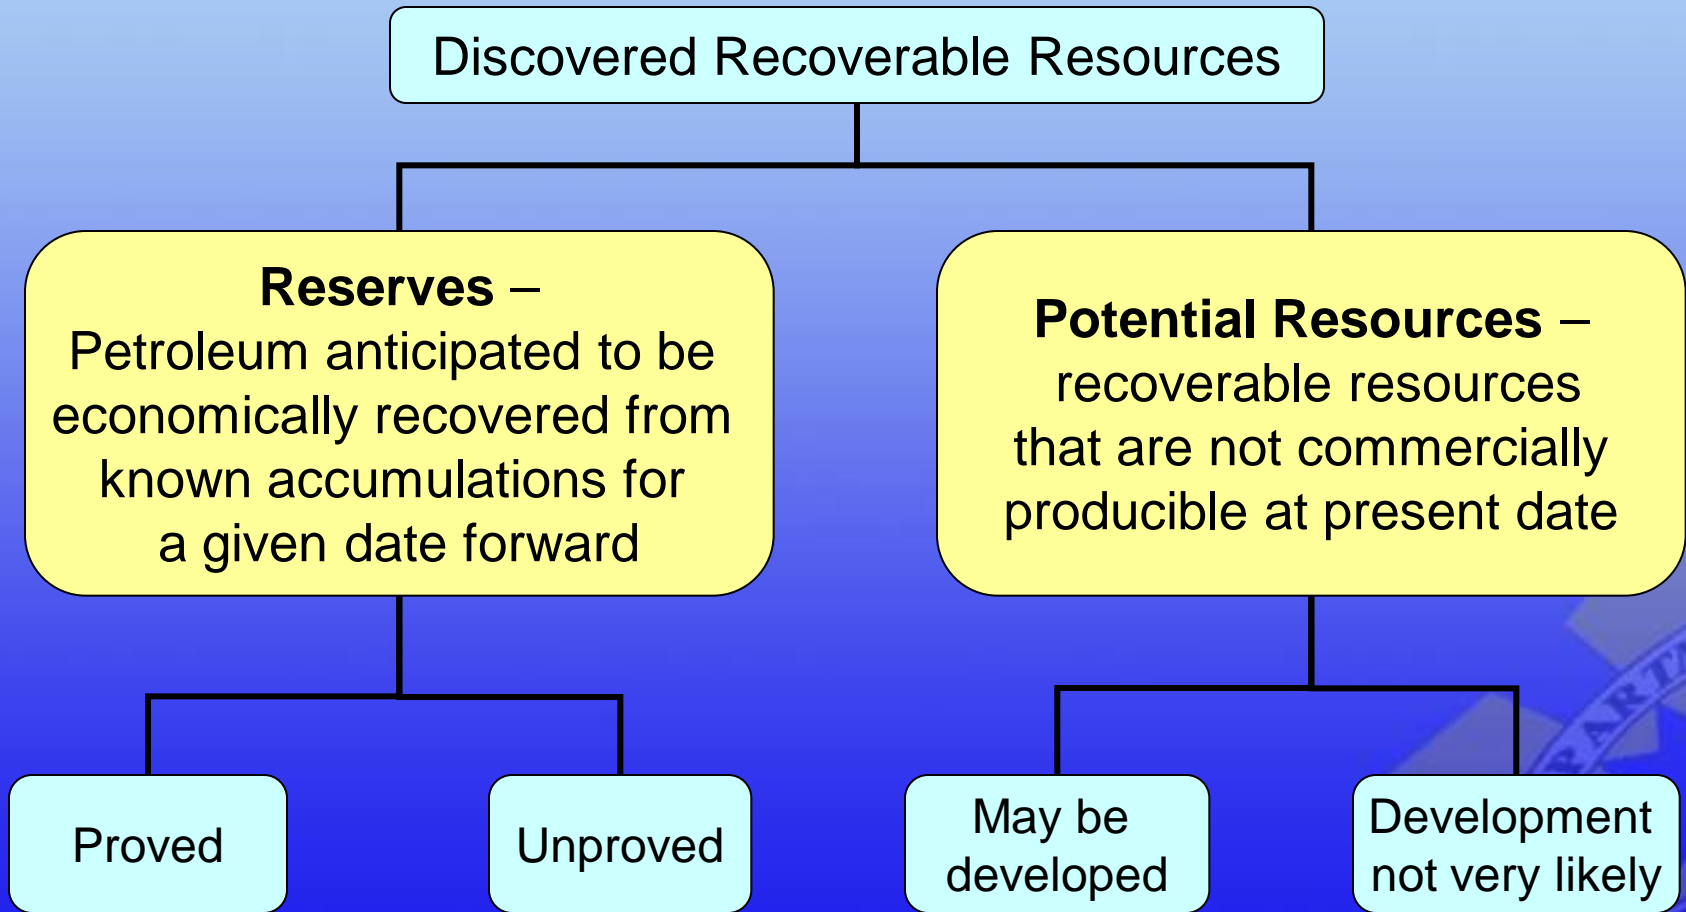 Discovered Recoverable Resources
Reserves –
Petroleum anticipated to be
economically recovered from
known accumulations for
a given date forward
Potential Resources –
recoverable resources
that are not commercially
producible at present date
Proved
Unproved
May be
developed
Development
not very likely